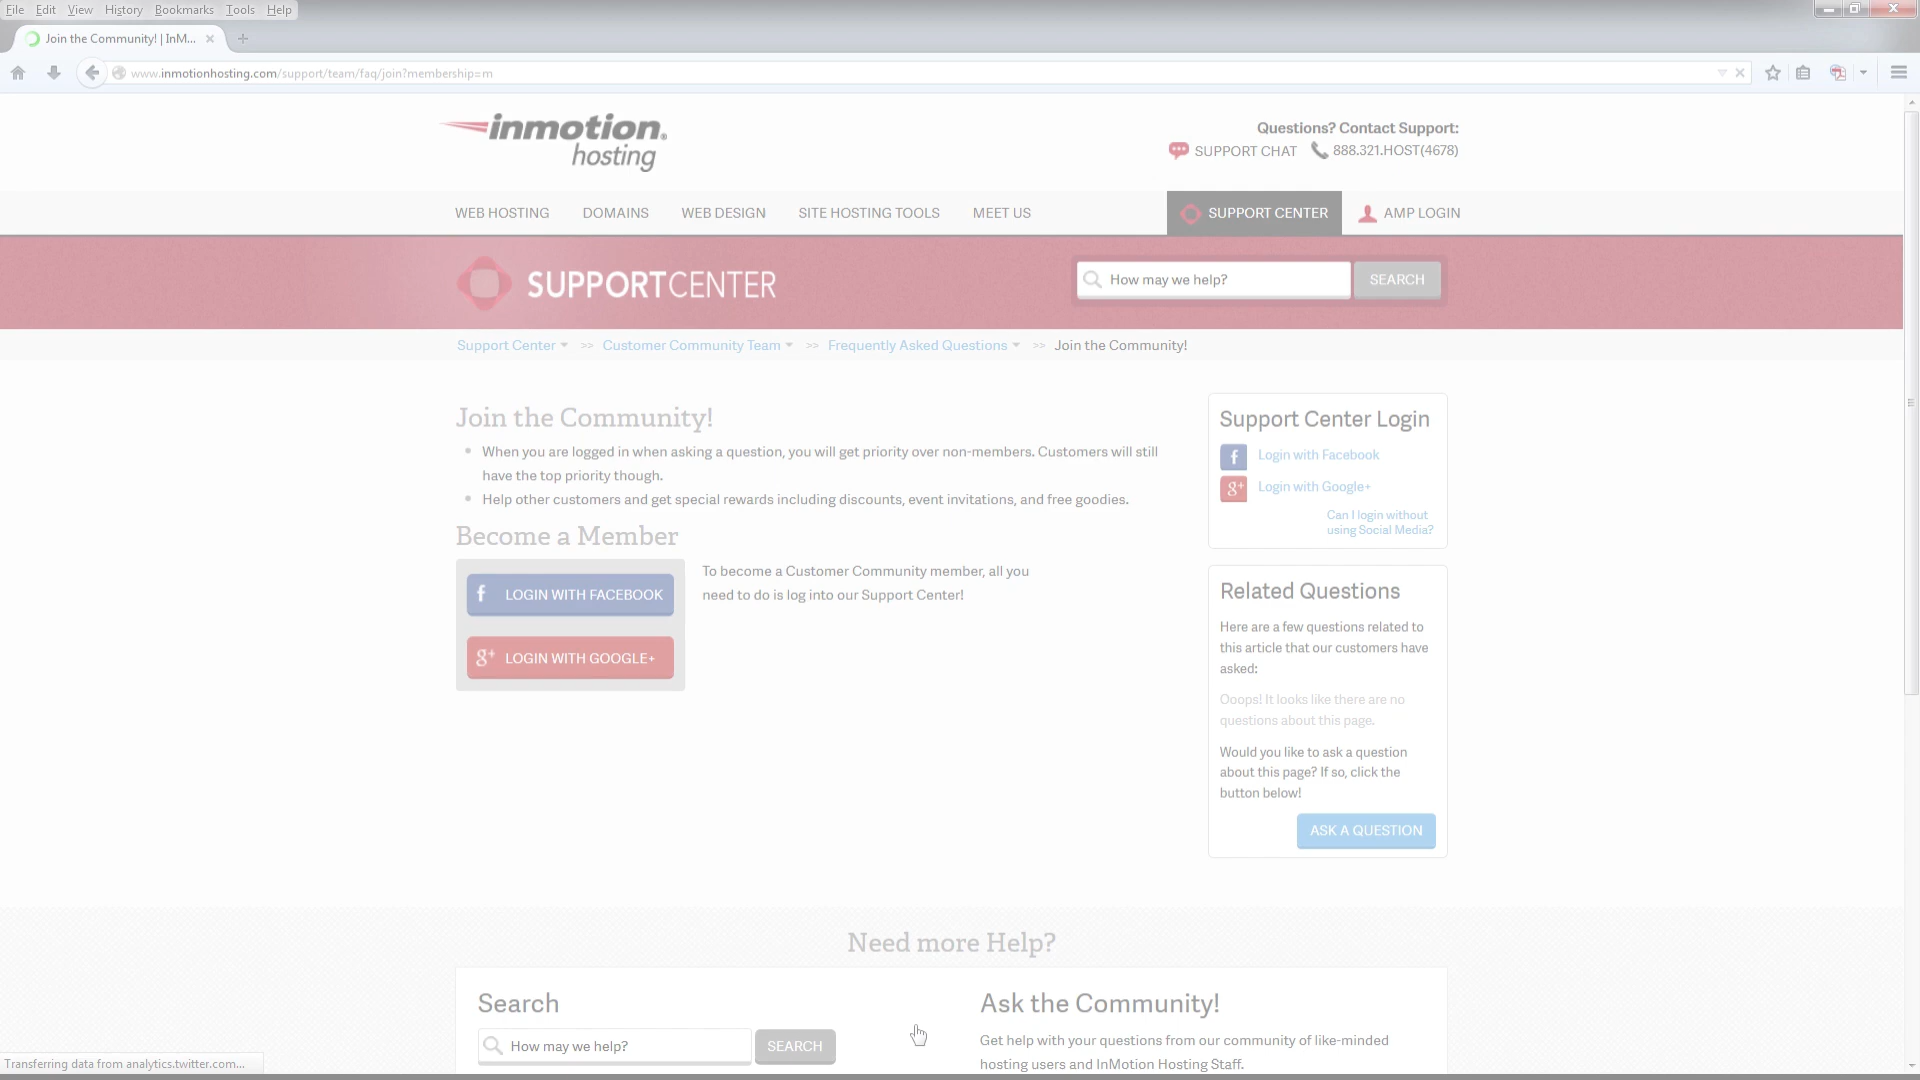 File Edit View History Bookmarks Tools Help
Join the Community! | InM...
www.inmotionhosting.com/support/team/faq/join?membership=m
inmotion hosting
Questions? Contact Support:
SUPPORT CHAT 888.321.HOST(4678)
WEB HOSTING DOMAINS WEB DESIGN SITE HOSTING TOOLS MEET US SUPPORT CENTER AMP LOGIN
SUPPORTCENTER
How may we help? SEARCH
Support Center >> Customer Community Team >> Frequently Asked Questions >> Join the Community!
Join the Community!
When you are logged in when asking a question, you will get priority over non-members. Customers will still
have the top priority though.
Help other customers and get special rewards including discounts, event invitations, and free goodies.
Become a Member
f LOGIN WITH FACEBOOK
g+ LOGIN WITH GOOGLE+
To become a Customer Community member, all you
need to do is log into our Support Center!
Support Center Login
f Login with Facebook
g+ Login with Google+
Can I login without
using Social Media?
Related Questions
Here are a few questions related to
this article that our customers have
asked:
Ooops! It looks like there are no
questions about this page.
Would you like to ask a question
about this page? If so, click the
button below!
ASK A QUESTION
Need more Help?
Search
How may we help? SEARCH
Ask the Community!
Get help with your questions from our community of like-minded
hosting users and InMotion Hosting Staff.
Transferring data from analytics.twitter.com...